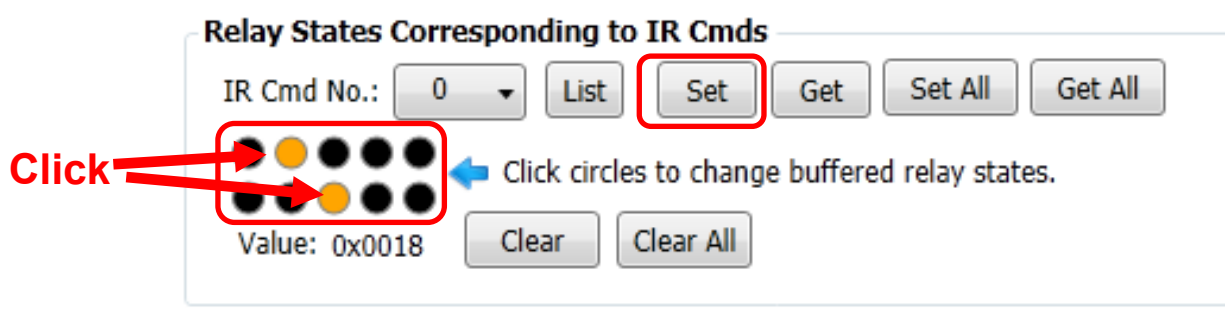 Relay States Corresponding to IR Cmds
IR Cmd No.: 0 List Set Get Set All Get All
Click
Click circles to change buffered relay states.
Value: 0x0018 Clear Clear All